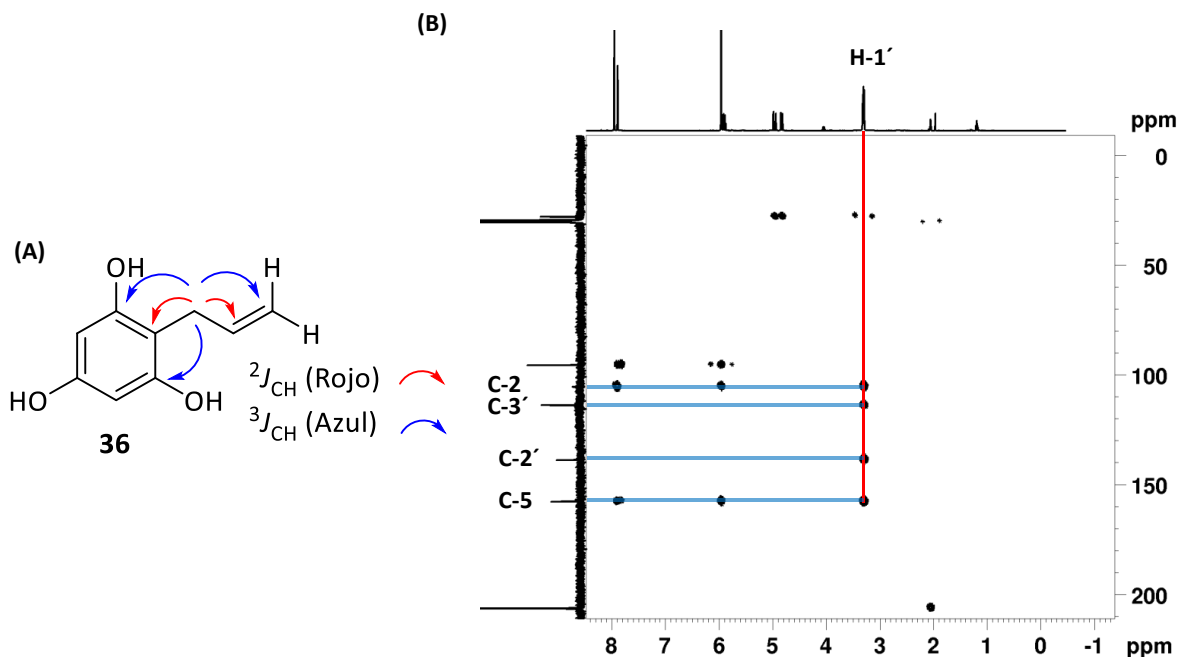 (A)
OH
H
H
HO
OH
36
²J_CH (Rojo)
³J_CH (Azul)
(B)
H-1´
ppm
0
50
100
150
200
C-2
C-3´
C-2´
C-5
8 7 6 5 4 3 2 1 0 -1 ppm